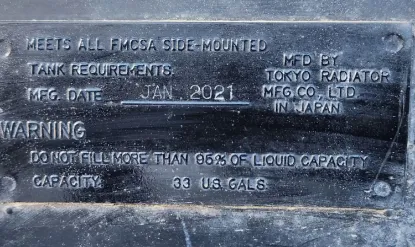 MEETS ALL FMCSA SIDE-MOUNTED
TANK REQUIREMENTS.
MFG. DATE JAN 2021
MFD BY
TOKYO RADIATOR
MFG.CO., LTD.
IN JAPAN
WARNING
DO NOT FILL MORE THAN 95% OF LIQUID CAPACITY
CAPACITY: 33 US GALS